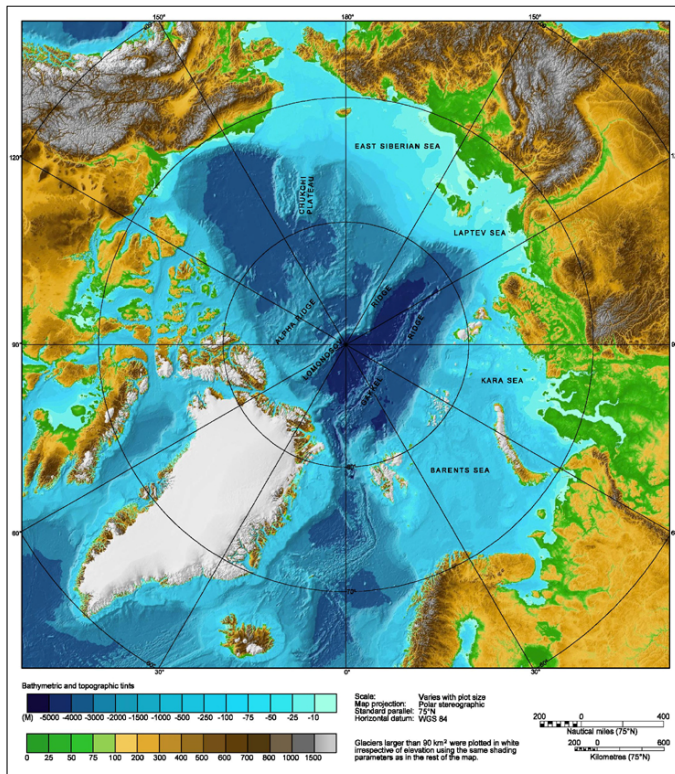 150°
180°
150°
120°
EAST SIBERIAN SEA
CHUKCHI
PLATEAU
LAPTEV SEA
ALPHA RIDGE
RIDGE
RIDGE
90°
LOMONOSOV
GAKKEL
KARA SEA
BARENTS SEA
60°
30°
0°
Bathymetric and topographic tints
(M) -5000 -4000 -3000 -2000 -1500 -1000 -500 -250 -100 -75 -50 -25 -10
0 25 50 75 100 200 300 400 500 600 700 800 1000 1500
Scale: Varies with plot size
Map projection: Polar stereographic
Standard parallel: 75°N
Horizontal datum: WGS 84
Glaciers larger than 90 km² were plotted in white
irrespective of elevation using the same shading
parameters as in the rest of the map.
200 0 200 400
Nautical miles (75°N)
200 0 200 600
Kilometres (75°N)